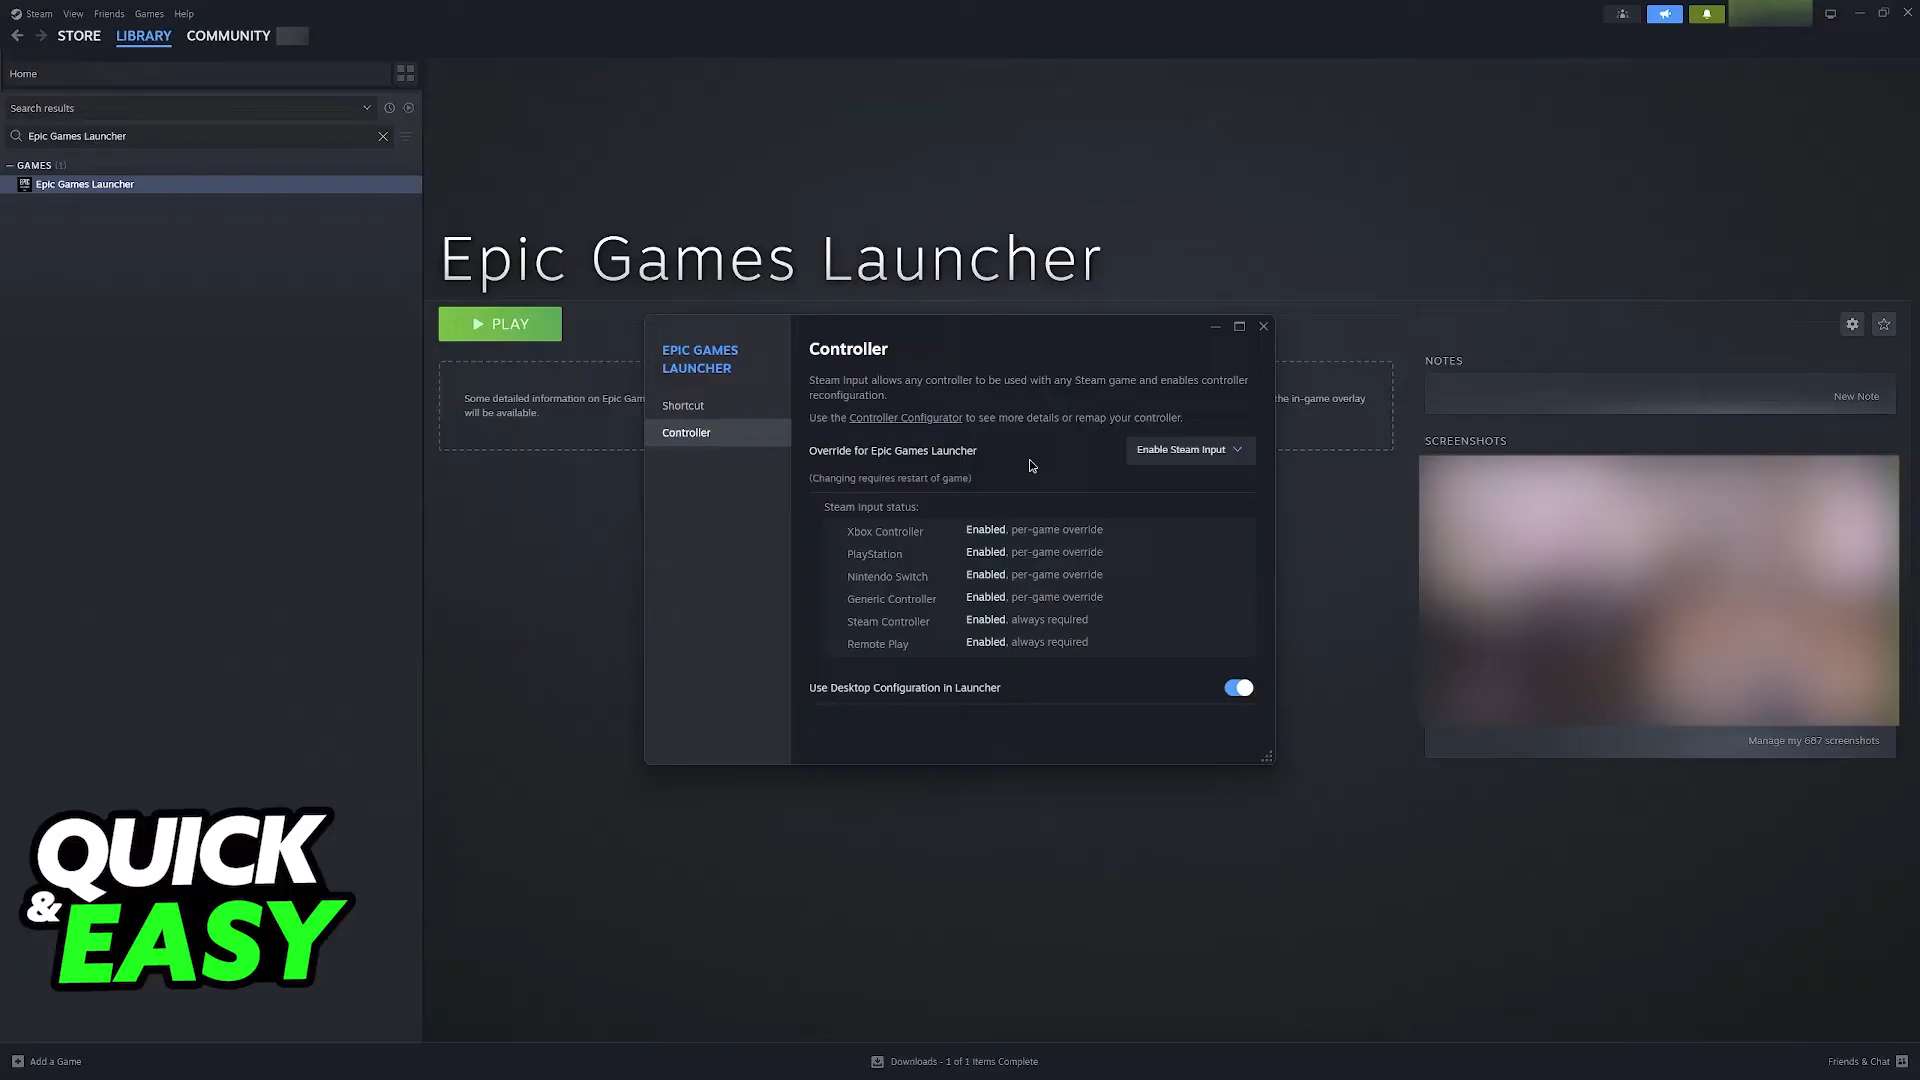 Steam View Friends Games Help
STORE LIBRARY COMMUNITY
Home
Search results
Epic Games Launcher
GAMES (1)
Epic Games Launcher
Epic Games Launcher
PLAY
Some detailed information on Epic Gam
will be available.
the in-game overlay
EPIC GAMES
LAUNCHER
Shortcut
Controller
Controller
Steam Input allows any controller to be used with any Steam game and enables controller
reconfiguration.
Use the Controller Configurator to see more details or remap your controller.
Override for Epic Games Launcher
Enable Steam Input
(Changing requires restart of game)
Steam Input status:
Xbox Controller Enabled, per-game override
PlayStation Enabled, per-game override
Nintendo Switch Enabled, per-game override
Generic Controller Enabled, per-game override
Steam Controller Enabled, always required
Remote Play Enabled, always required
Use Desktop Configuration in Launcher
NOTES
New Note
SCREENSHOTS
Manage my 687 screenshots
QUICK
& EASY
Add a Game
Downloads - 1 of 1 Items Complete
Friends & Chat